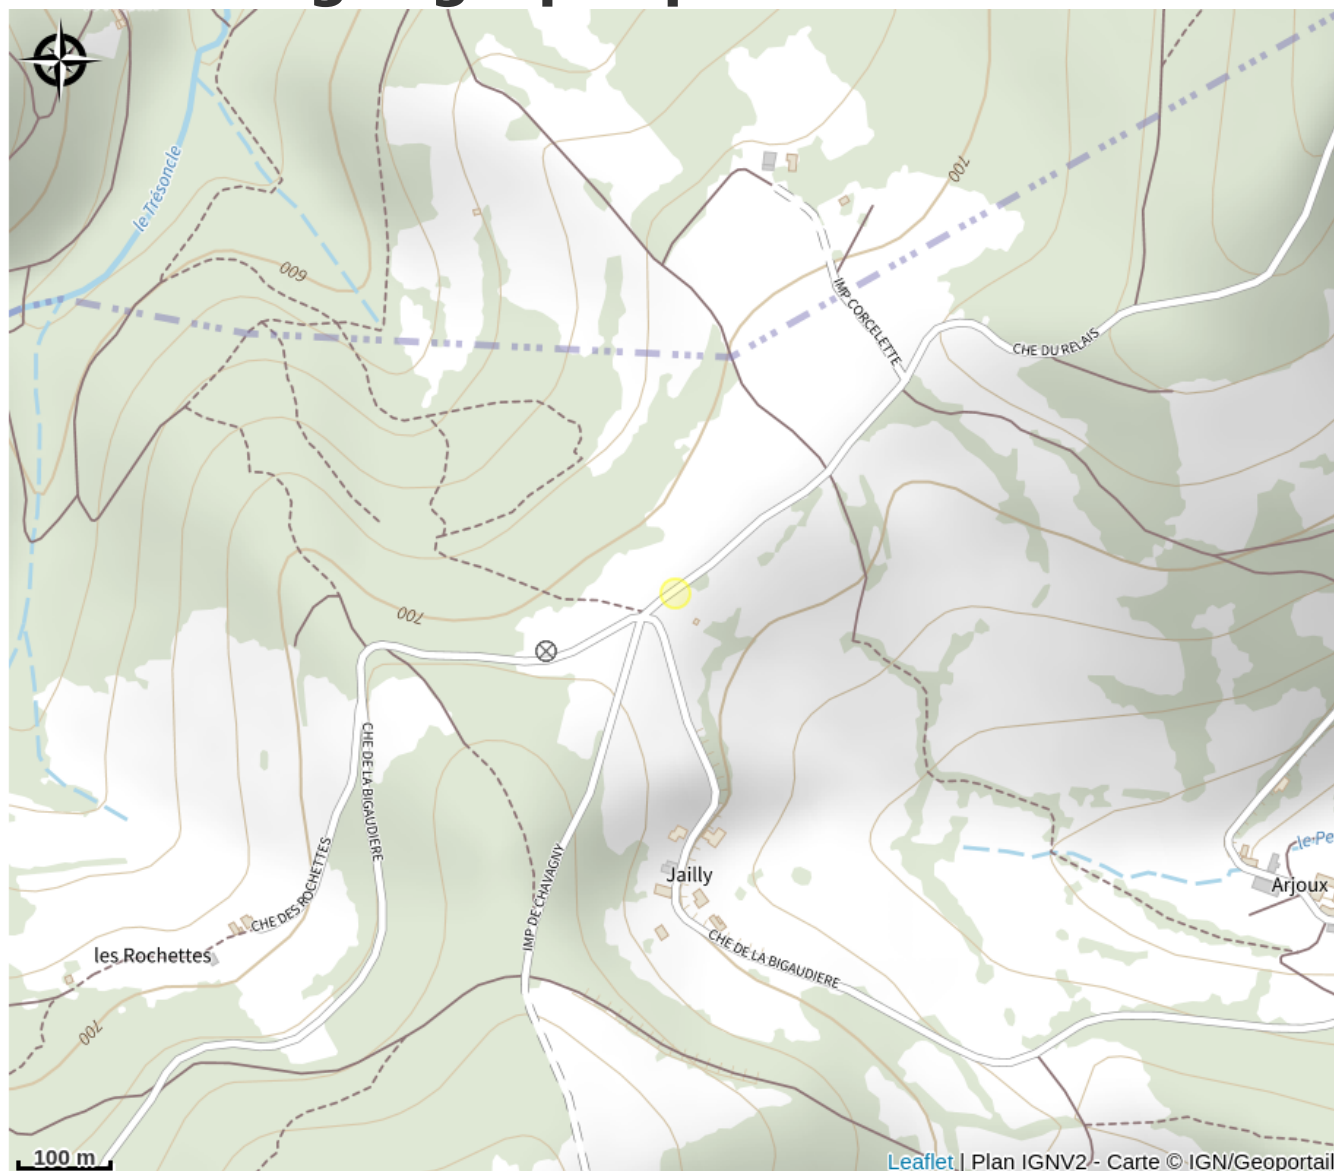 le Trésoncle
700
600
IMP CORCELETTE
CHE DU RELAIS
700
CHE DE LA BIGAUDIERE
CHE DES ROCHETTES
IMP DE CHAVAGNY
Jailly
le Pe
Arjoux
les Rochettes
CHE DE LA BIGAUDIERE
700
100 m
Leaflet | Plan IGNV2 - Carte © IGN/Geoportail